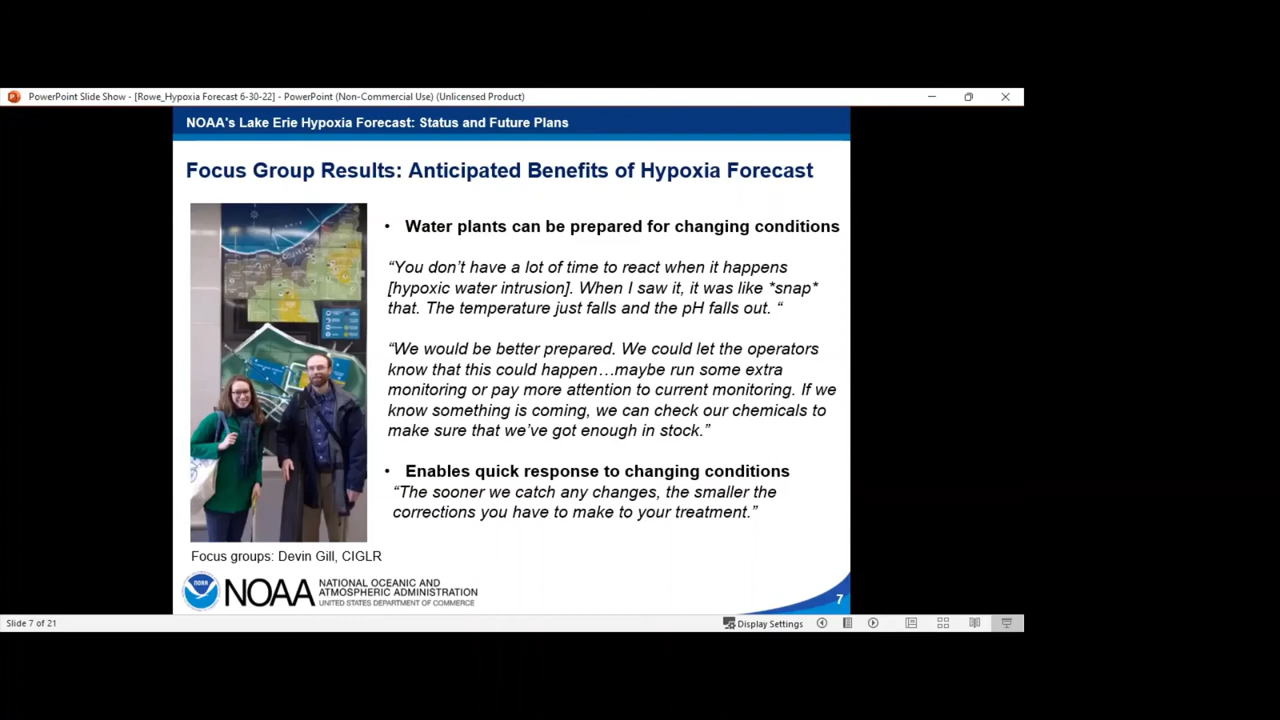 PowerPoint Slide Show - [Rowe_Hypoxia Forecast 6-30-22] - PowerPoint (Non-Commercial Use) (Unlicensed Product)
NOAA's Lake Erie Hypoxia Forecast: Status and Future Plans
Focus Group Results: Anticipated Benefits of Hypoxia Forecast
• Water plants can be prepared for changing conditions
“You don’t have a lot of time to react when it happens
[hypoxic water intrusion]. When I saw it, it was like *snap*
that. The temperature just falls and the pH falls out. “
“We would be better prepared. We could let the operators
know that this could happen…maybe run some extra
monitoring or pay more attention to current monitoring. If we
know something is coming, we can check our chemicals to
make sure that we’ve got enough in stock.”
• Enables quick response to changing conditions
“The sooner we catch any changes, the smaller the
corrections you have to make to your treatment.”
Focus groups: Devin Gill, CIGLR
NOAA
NOAA
NATIONAL OCEANIC AND
ATMOSPHERIC ADMINISTRATION
UNITED STATES DEPARTMENT OF COMMERCE
7
Slide 7 of 21
Display Settings